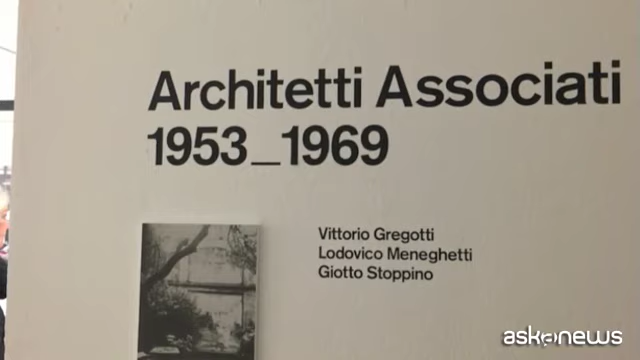 Architetti Associati
1953_1969
Vittorio Gregotti
Lodovico Meneghetti
Giotto Stoppino
askanews